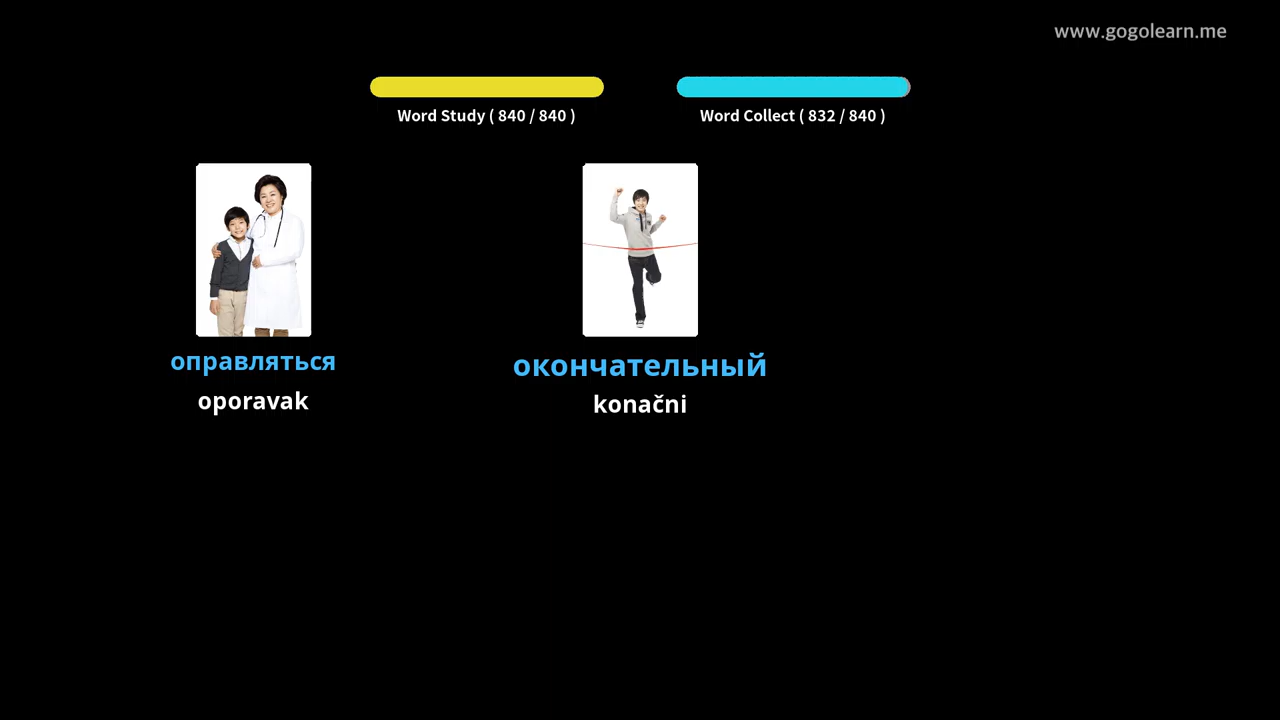 www.gogolearn.me
Word Study ( 840 / 840 )
Word Collect ( 832 / 840 )
оправляться
oporavak
окончательный
konačni